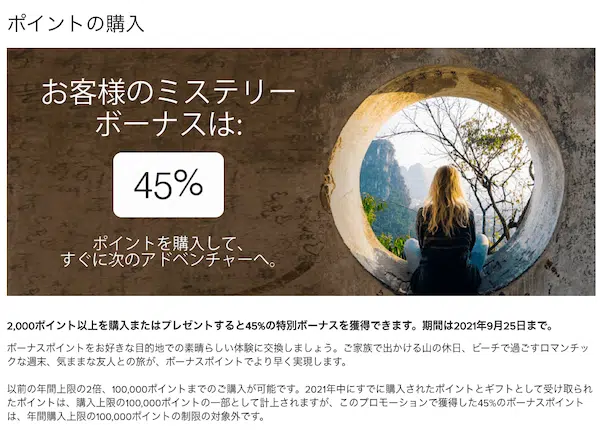 ポイントの購入
お客様のミステリー
ボーナスは:
45%
ポイントを購入して、
すぐに次のアドベンチャーへ。
2,000ポイント以上を購入またはプレゼントすると45%の特別ボーナスを獲得できます。期間は2021年9月25日まで。
ボーナスポイントをお好きな目的地での素晴らしい体験に交換しましょう。ご家族で出かける山の休日、ビーチで過ごすロマンチッ
クな週末、気ままな友人との旅が、ボーナスポイントでより早く実現します。
以前の年間上限の2倍、100,000ポイントまでのご購入が可能です。2021年中にすでに購入されたポイントとギフトとして受け取られ
たポイントは、購入上限の100,000ポイントの一部として計上されますが、このプロモーションで獲得した45%のボーナスポイント
は、年間購入上限の100,000ポイントの制限の対象外です。